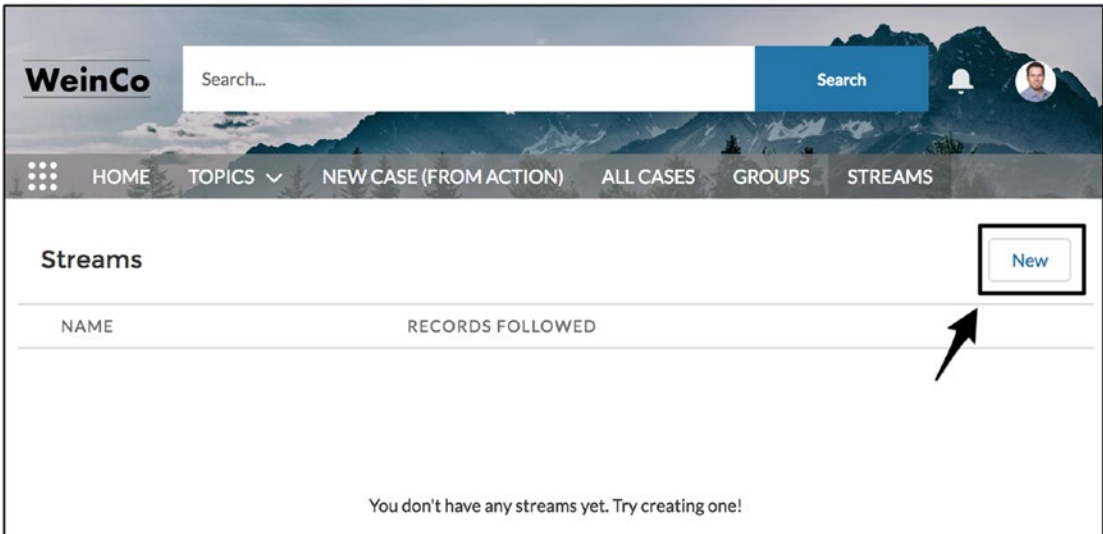 WeinCo
Search...
Search
HOME TOPICS NEW CASE (FROM ACTION) ALL CASES GROUPS STREAMS
Streams
New
NAME RECORDS FOLLOWED
You don't have any streams yet. Try creating one!